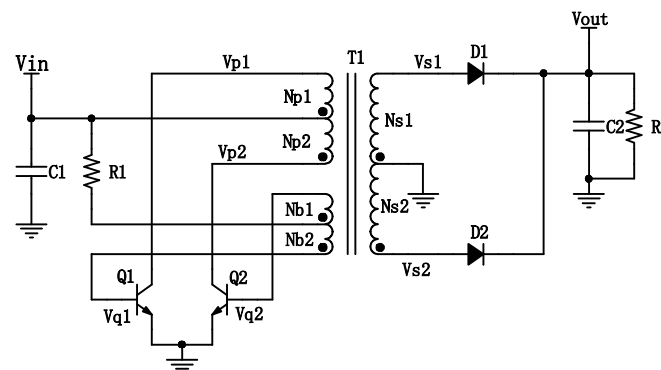 Vin
C1
R1
Vp1
Vp2
Np1
Np2
Nb1
Nb2
Q1
Vq1
Q2
Vq2
T1
Ns1
Ns2
Vs1
Vs2
D1
D2
Vout
C2
R